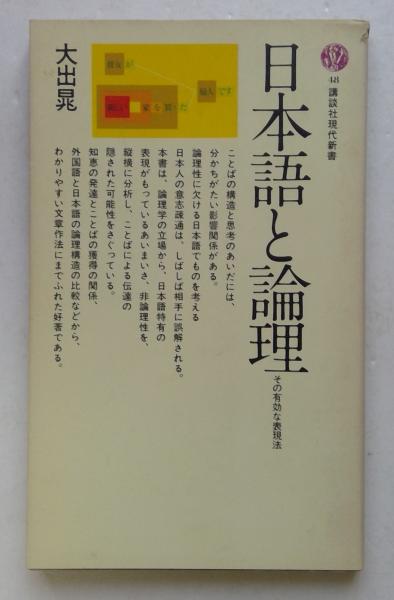 48
講談社現代新書
日本語と論理
その有効な表現法
大出晁
彼女が
婦人です
新しい 家を買った
ことばの構造と思考のあいだには、
分かちがたい影響関係がある。
論理性に欠ける日本語でものを考える
日本人の意志疎通は、しばしば相手に誤解される。
本書は、論理学の立場から、日本語特有の
表現がもっているあいまいさ、非論理性を、
縦横に分析し、ことばによる伝達の
隠された可能性をさぐっている。
知恵の発達とことばの獲得の関係、
外国語と日本語の論理構造の比較などから、
わかりやすい文章作法にまでふれた好著である。